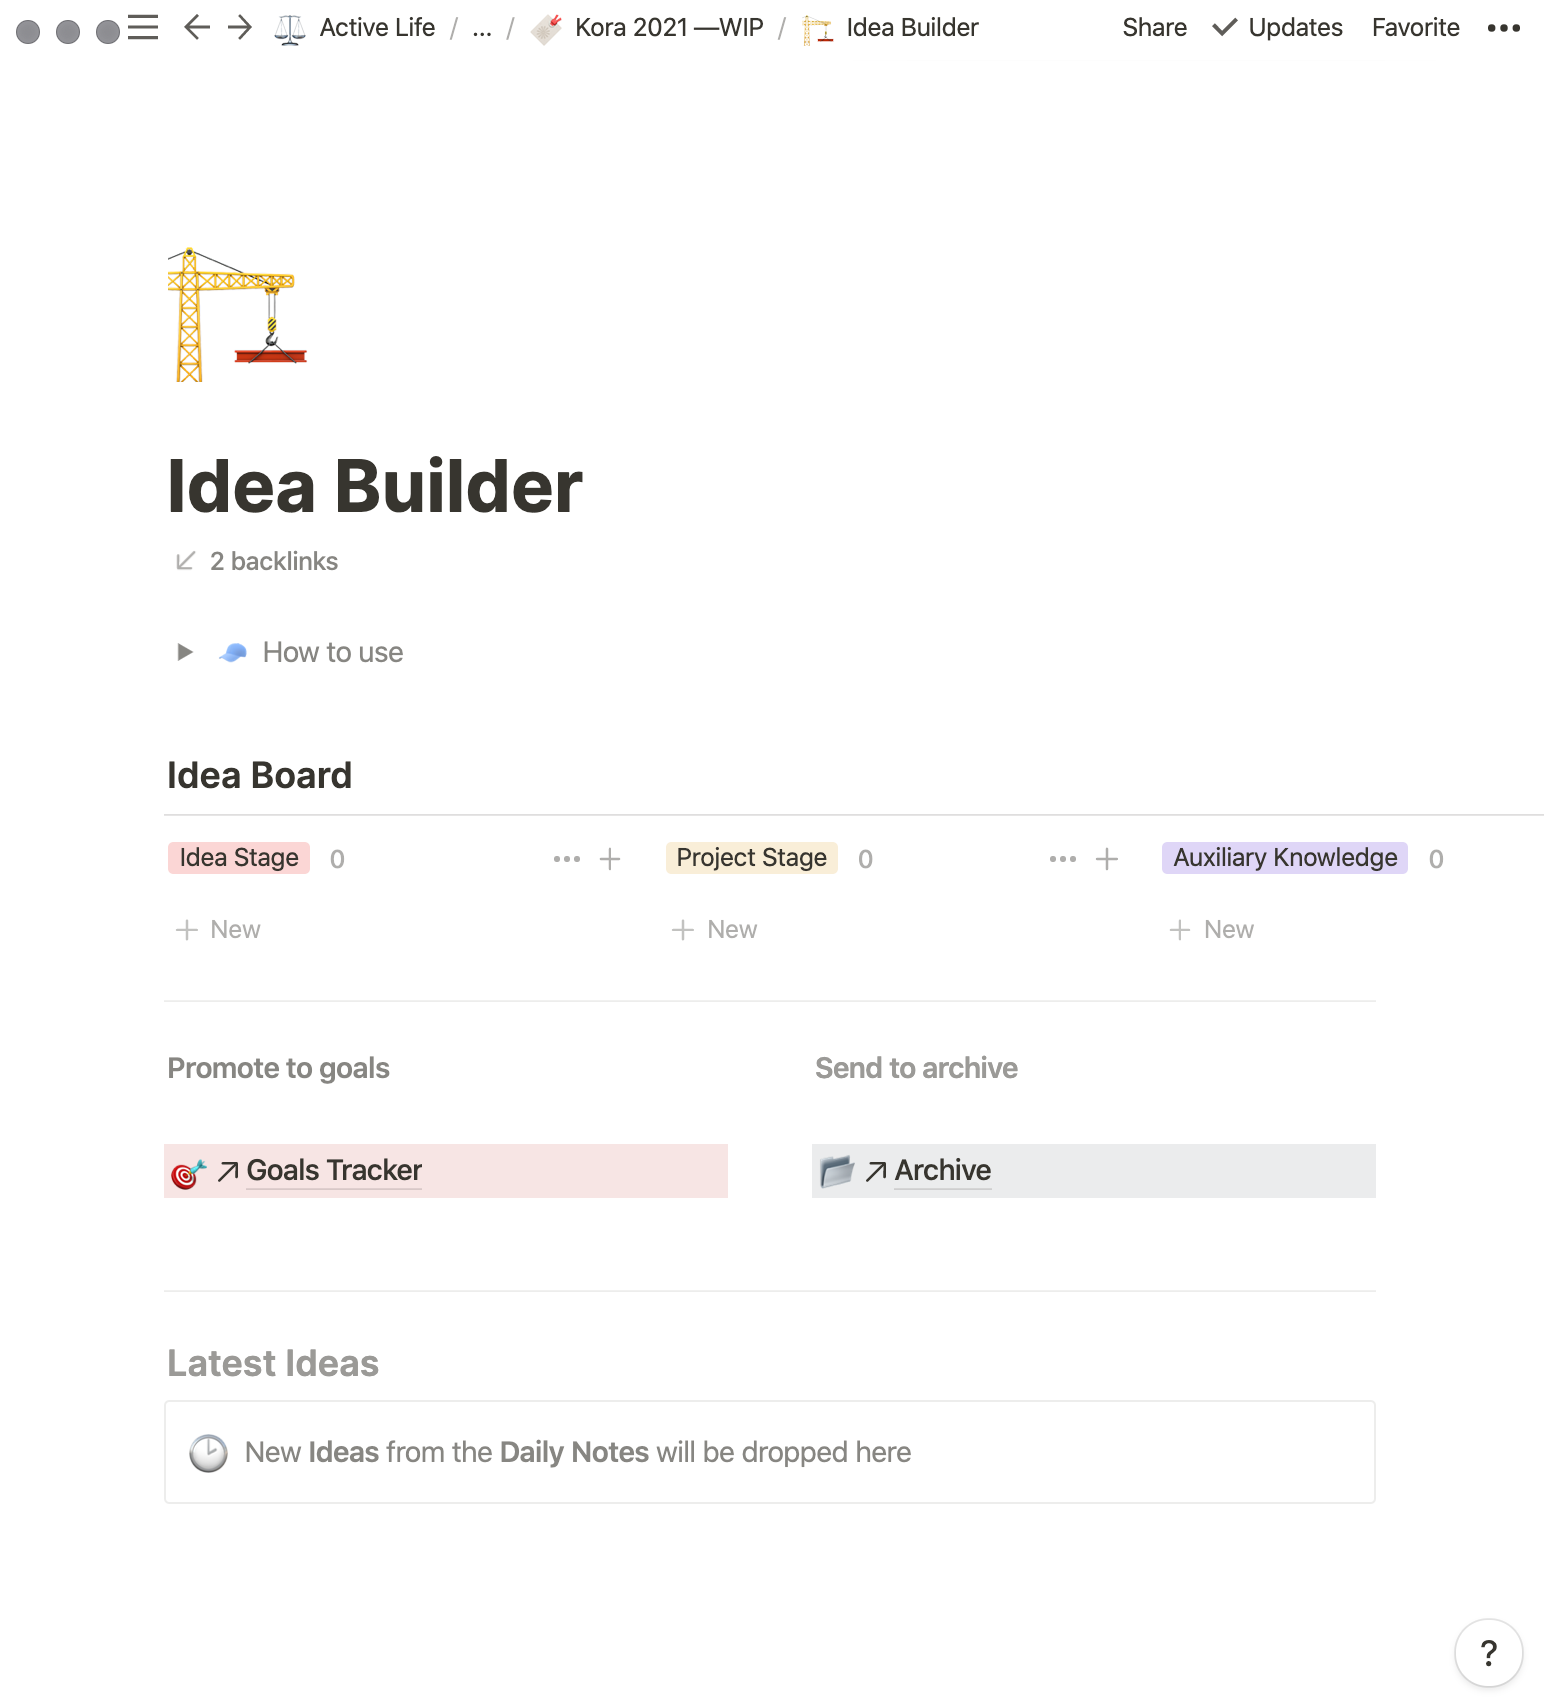 Active Life / ... / Kora 2021 —WIP / Idea Builder Share Updates Favorite •••
Idea Builder
2 backlinks
How to use
Idea Board
Idea Stage 0 ••• + Project Stage 0 ••• + Auxiliary Knowledge 0
+ New + New + New
Promote to goals Send to archive
Goals Tracker Archive
Latest Ideas
New Ideas from the Daily Notes will be dropped here
?